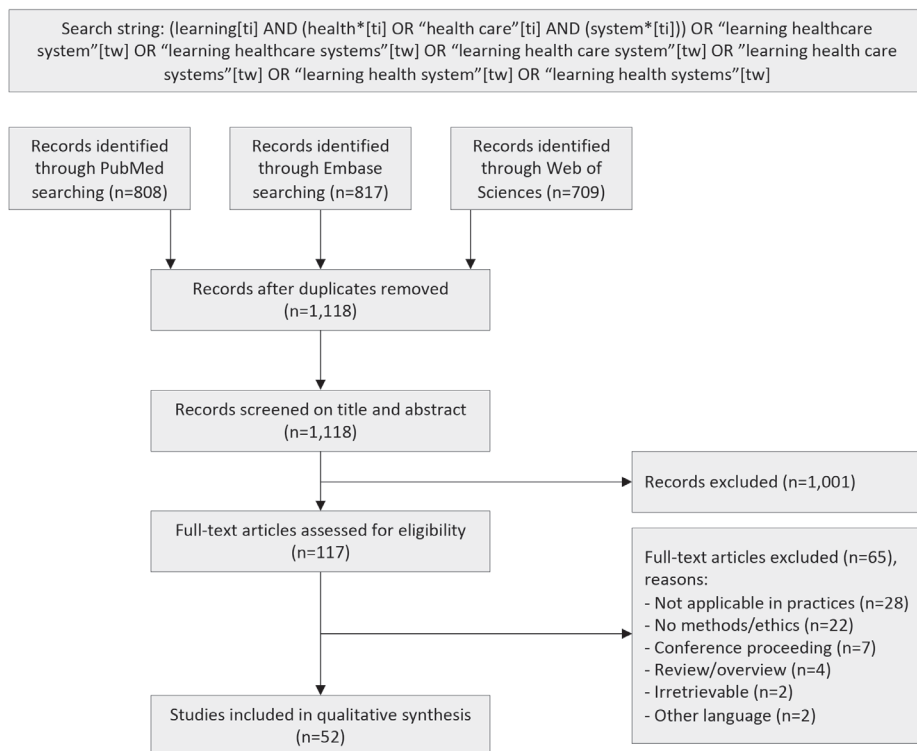 Search string: (learning[ti] AND (health*[ti] OR “health care”[ti] AND (system*[ti])) OR “learning healthcare
system”[tw] OR “learning healthcare systems”[tw] OR “learning health care system”[tw] OR ”learning health care
systems”[tw] OR “learning health system”[tw] OR “learning health systems”[tw]
Records identified
through PubMed
searching (n=808)
Records identified
through Embase
searching (n=817)
Records identified
through Web of
Sciences (n=709)
Records after duplicates removed
(n=1,118)
Records screened on title and abstract
(n=1,118)
Records excluded (n=1,001)
Full-text articles assessed for eligibility
(n=117)
Full-text articles excluded (n=65),
reasons:
- Not applicable in practices (n=28)
- No methods/ethics (n=22)
- Conference proceeding (n=7)
- Review/overview (n=4)
- Irretrievable (n=2)
- Other language (n=2)
Studies included in qualitative synthesis
(n=52)